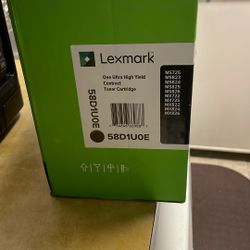 Lexmark
One Ultra High Yield
Contract
Toner Cartridge
58D1U0E
58D1U0E
MS725
MS823
MS824
MS825
MS826
MX722
MX725
MX822
MX824
MX826